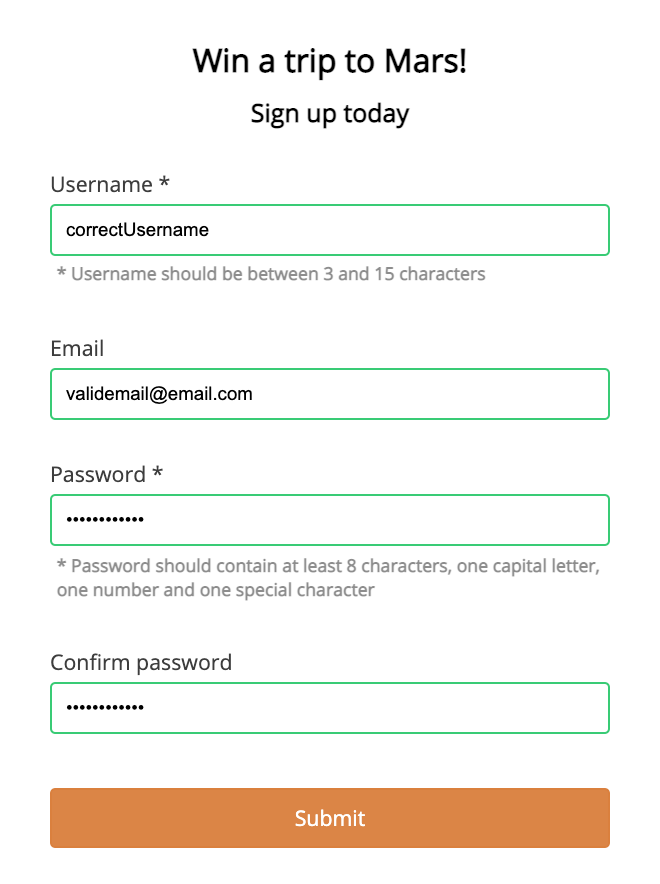 Win a trip to Mars!
Sign up today
Username *
correctUsername
* Username should be between 3 and 15 characters
Email
validemail@email.com
Password *
••••••••••••
* Password should contain at least 8 characters, one capital letter,
one number and one special character
Confirm password
••••••••••••
Submit